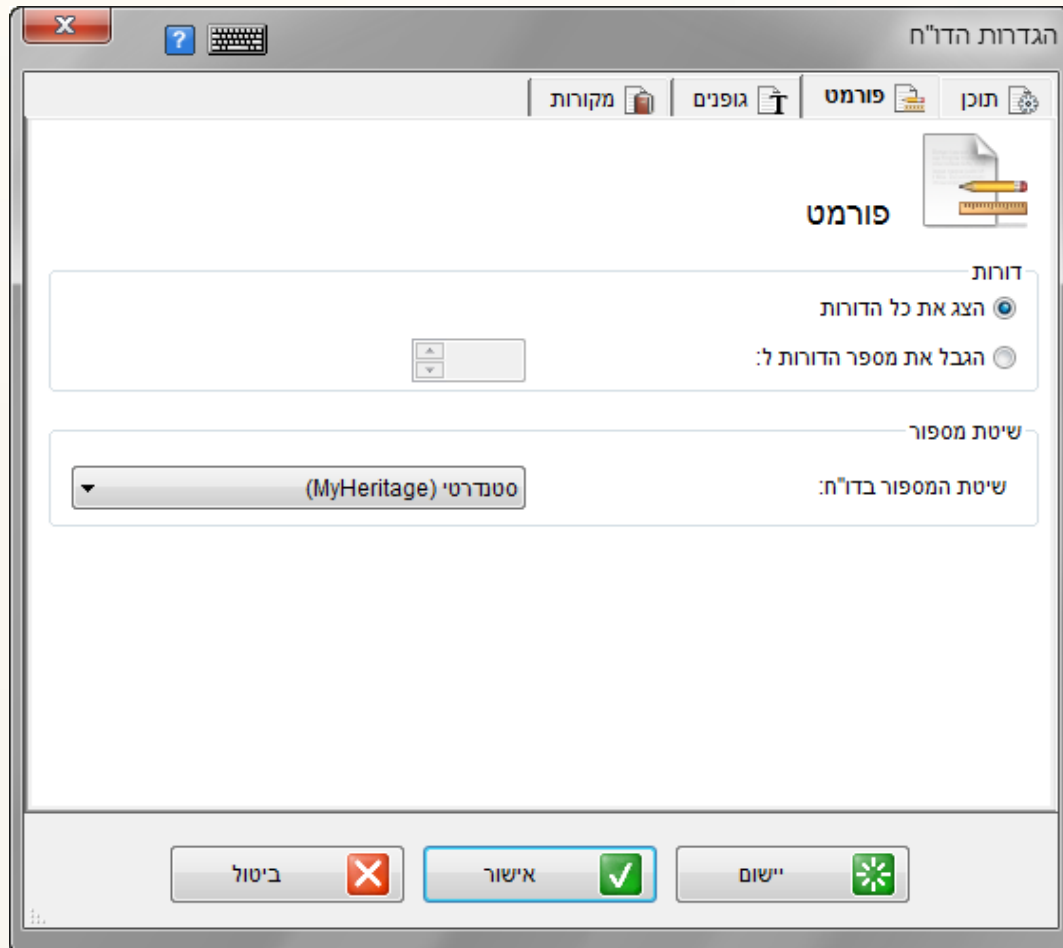 הגדרות הדו"ח
תוכן פורמט גופנים מקורות
פורמט
דורות
הצג את כל הדורות
הגבל את מספר הדורות ל:
שיטת מספור
שיטת המספור בדו"ח: סטנדרטי (MyHeritage)
יישום אישור ביטול